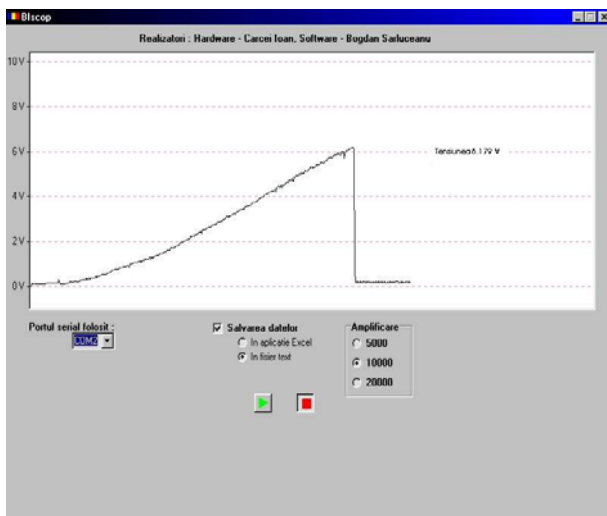 BIscop
Realizatori : Hardware - Carcei Ioan, Software - Bogdan Sarluceanu
10V
8V
6V
Tensiunea 6.179 V
4V
2V
0V
Portul serial folosit :
COM2
Salvarea datelor
In aplicatie Excel
In fisier text
Amplificare
5000
10000
20000